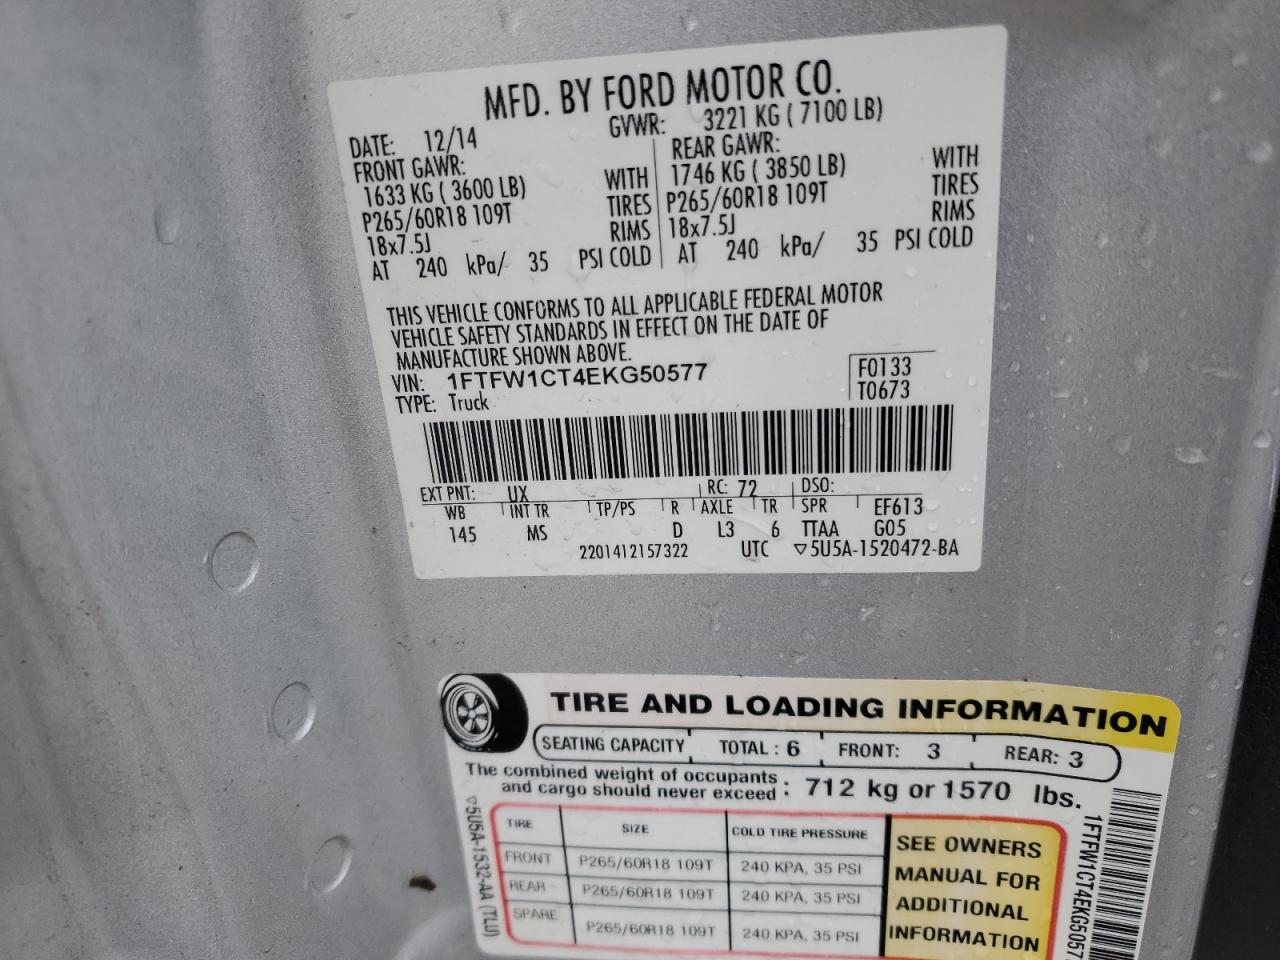 MFD. BY FORD MOTOR CO.
DATE: 12/14 GVWR: 3221 KG ( 7100 LB)
FRONT GAWR: REAR GAWR:
1633 KG ( 3600 LB) WITH 1746 KG ( 3850 LB) WITH
P265/60R18 109T TIRES P265/60R18 109T TIRES
18x7.5J RIMS 18x7.5J RIMS
AT 240 kPa/ 35 PSI COLD AT 240 kPa/ 35 PSI COLD
THIS VEHICLE CONFORMS TO ALL APPLICABLE FEDERAL MOTOR
VEHICLE SAFETY STANDARDS IN EFFECT ON THE DATE OF
MANUFACTURE SHOWN ABOVE.
VIN: 1FTFW1CT4EKG50577 F0133
TYPE: Truck T0673
EXT PNT: UX RC: 72 DSO:
WB INT TR TP/PS R AXLE TR SPR EF613
145 MS D L3 6 TTAA G05
2201412157322 UTC ▽5U5A-1520472-BA
TIRE AND LOADING INFORMATION
SEATING CAPACITY TOTAL : 6 FRONT: 3 REAR: 3
The combined weight of occupants
and cargo should never exceed : 712 kg or 1570 lbs.
TIRE SIZE COLD TIRE PRESSURE
FRONT P265/60R18 109T 240 KPA, 35 PSI
REAR P265/60R18 109T 240 KPA, 35 PSI
SPARE P265/60R18 109T 240 KPA, 35 PSI
SEE OWNERS
MANUAL FOR
ADDITIONAL
INFORMATION
▽5U5A-1532-AA (TLU)
1FTFW1CT4EKG5057